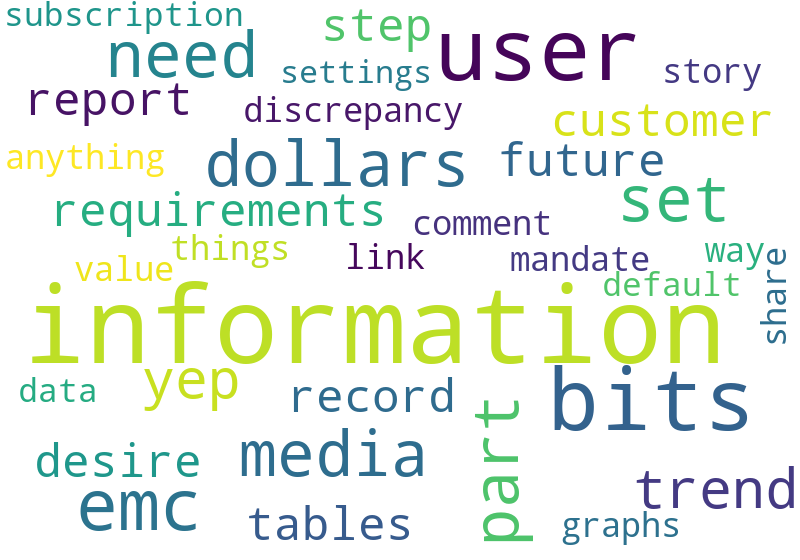 subscription
step
user
need
settings
story
report
discrepancy
customer
anything
dollars
future
set
requirements
comment
things
link
mandate
way
value
default
share
information
yep
bits
data
record
part
desire
media
trend
emc
tables
graphs